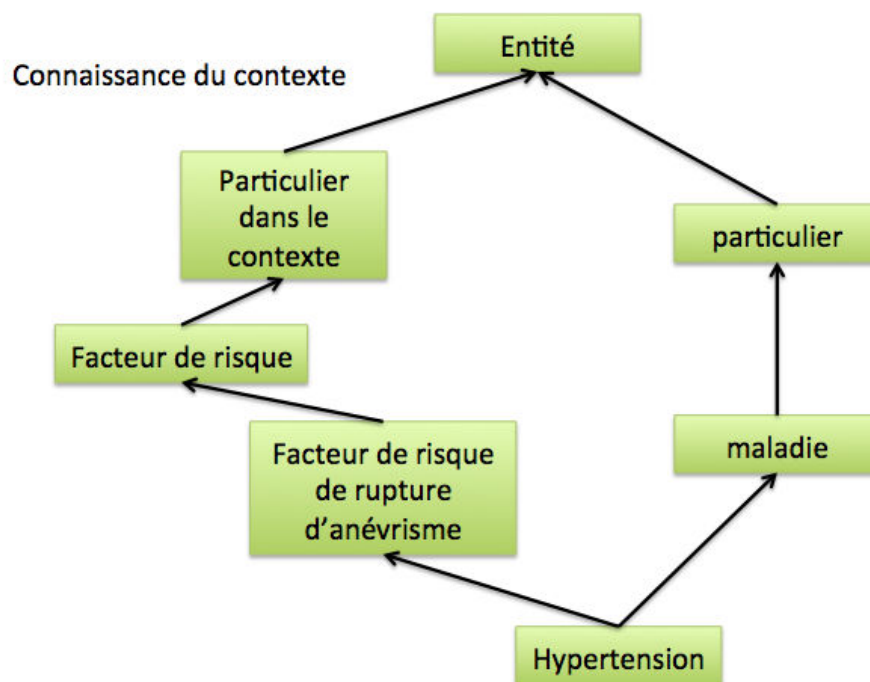 Entité
Connaissance du contexte
Particulier
dans le
contexte
particulier
Facteur de risque
Facteur de risque
de rupture
d'anévrisme
maladie
Hypertension